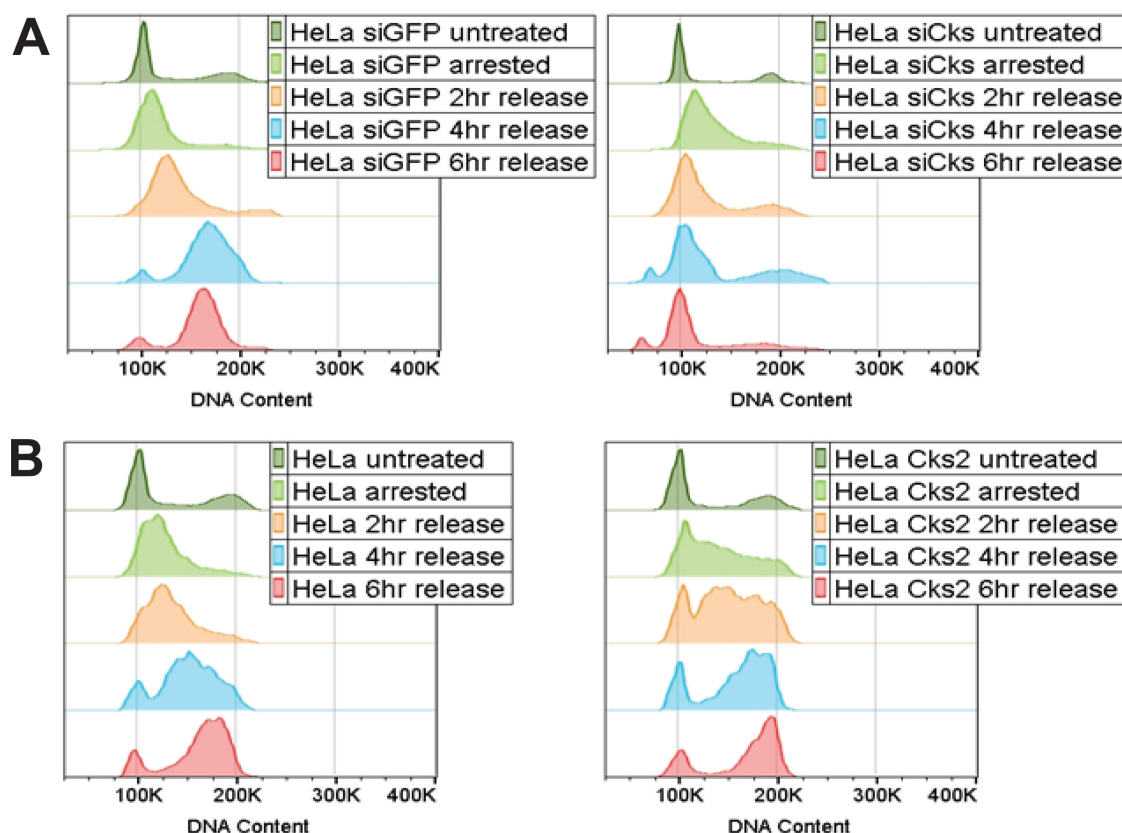 A
HeLa siGFP untreated
HeLa siGFP arrested
HeLa siGFP 2hr release
HeLa siGFP 4hr release
HeLa siGFP 6hr release
100K 200K 300K 400K
DNA Content
HeLa siCks untreated
HeLa siCks arrested
HeLa siCks 2hr release
HeLa siCks 4hr release
HeLa siCks 6hr release
100K 200K 300K 400K
DNA Content
B
HeLa untreated
HeLa arrested
HeLa 2hr release
HeLa 4hr release
HeLa 6hr release
100K 200K 300K 400K
DNA Content
HeLa Cks2 untreated
HeLa Cks2 arrested
HeLa Cks2 2hr release
HeLa Cks2 4hr release
HeLa Cks2 6hr release
100K 200K 300K 400K
DNA Content